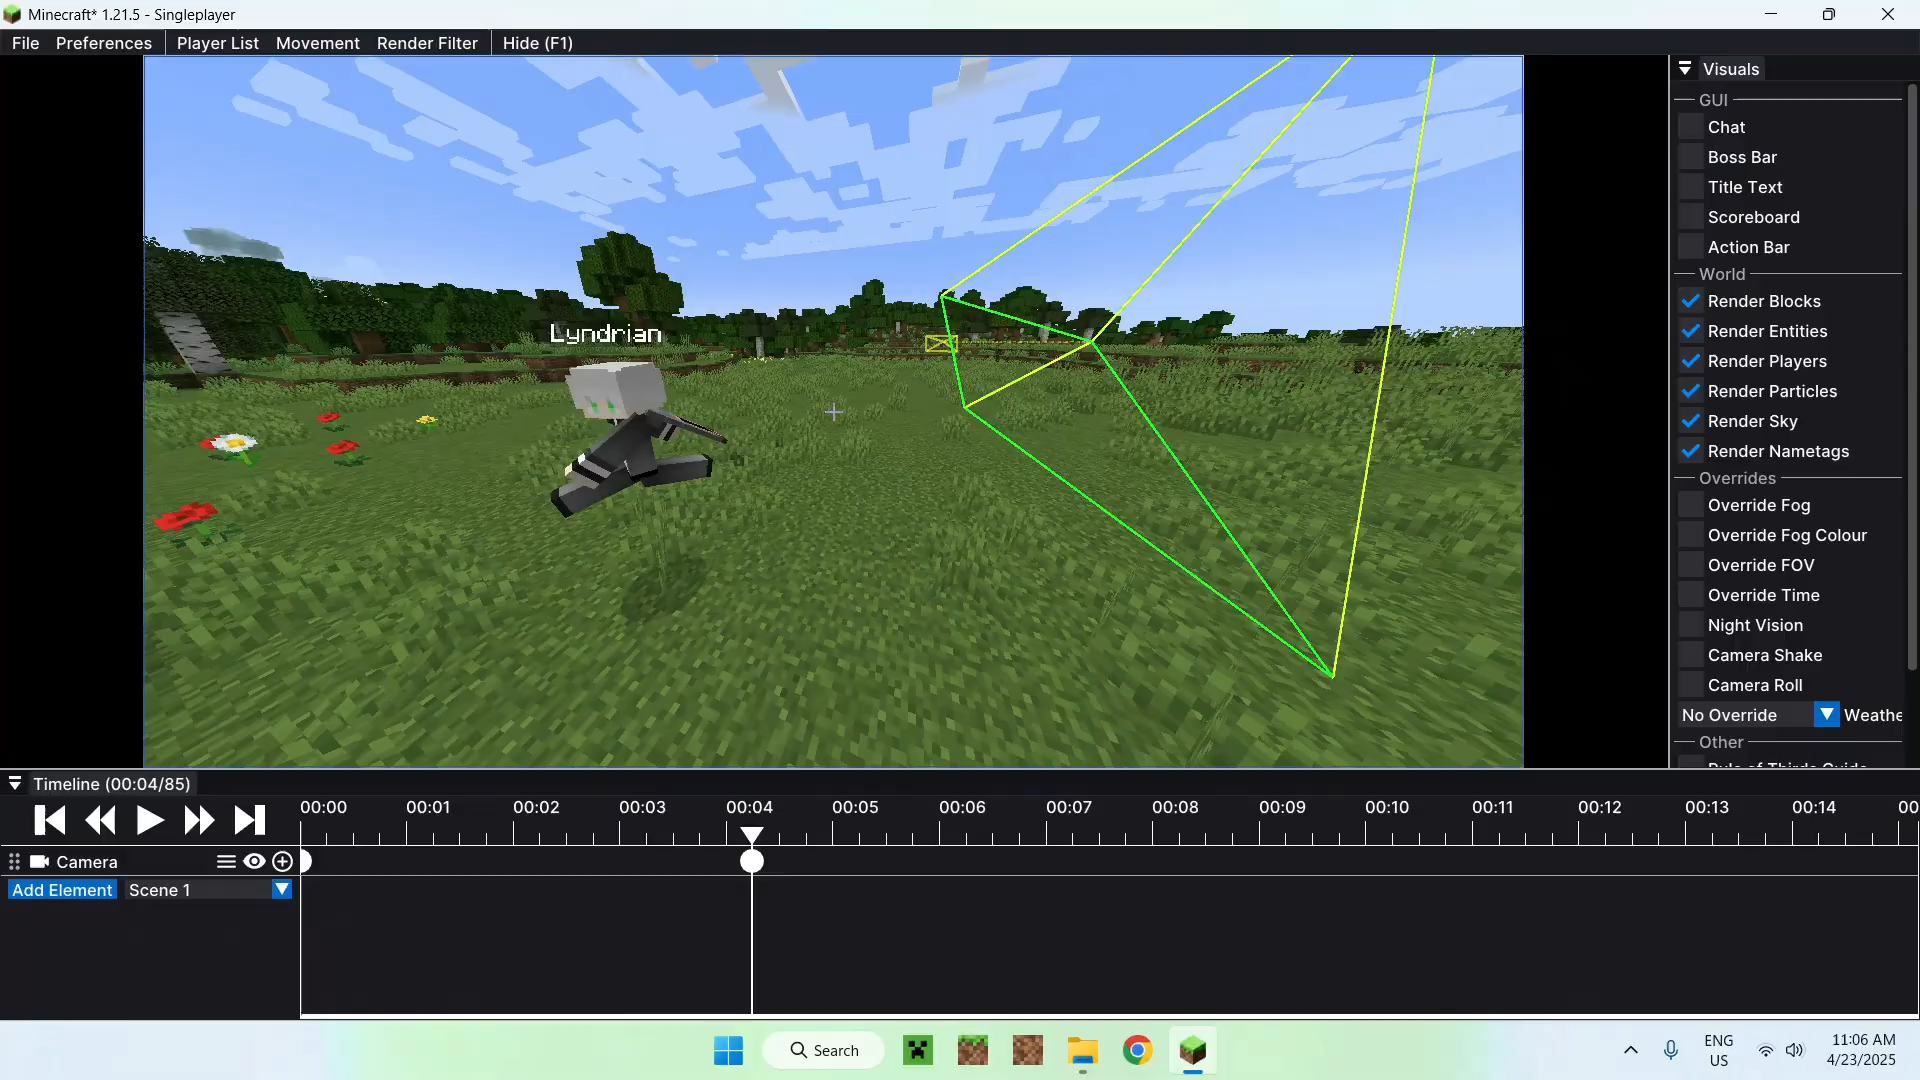 Minecraft* 1.21.5 - Singleplayer
File Preferences Player List Movement Render Filter Hide (F1)
Visuals
GUI
Chat
Boss Bar
Title Text
Scoreboard
Action Bar
World
Render Blocks
Render Entities
Render Players
Render Particles
Render Sky
Render Nametags
Overrides
Override Fog
Override Fog Colour
Override FOV
Override Time
Night Vision
Camera Shake
Camera Roll
No Override Weathe
Other
Rule of Thirds Guide
Lyndrian
Timeline (00:04/85)
00:00 00:01 00:02 00:03 00:04 00:05 00:06 00:07 00:08 00:09 00:10 00:11 00:12 00:13 00:14 00
Camera
Add Element Scene 1
Search
ENG
US
11:06 AM
4/23/2025